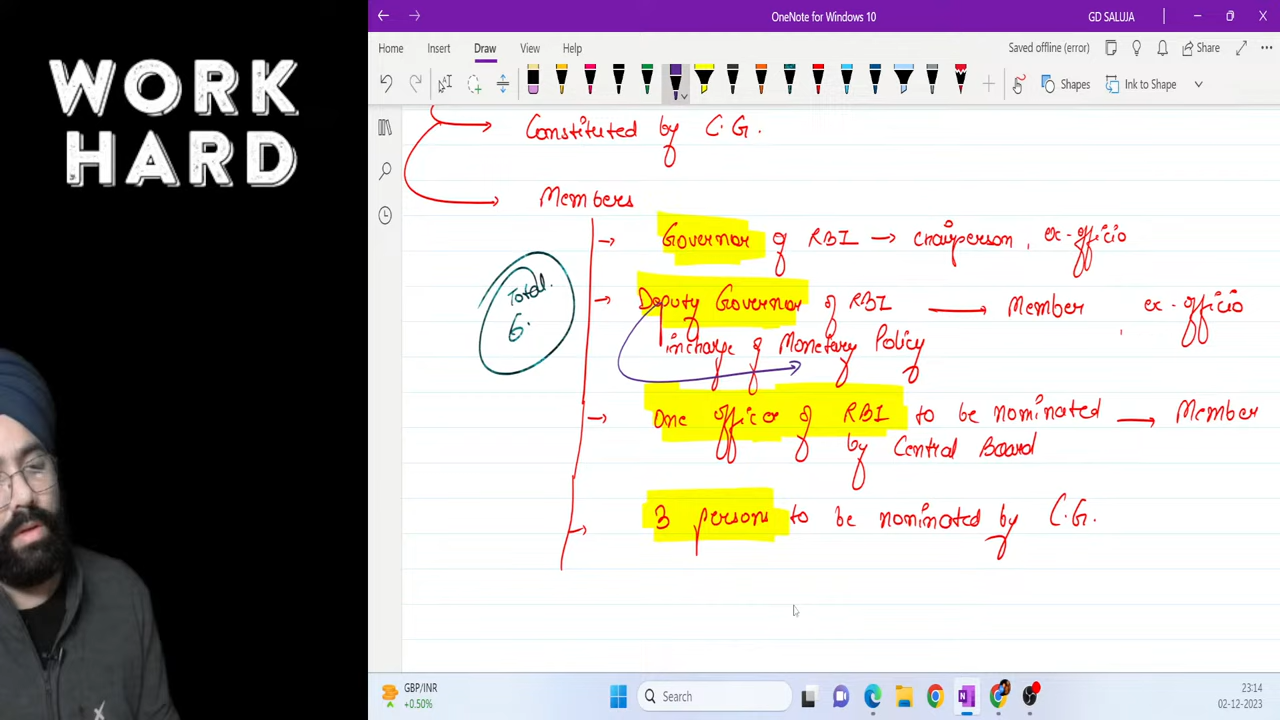 OneNote for Windows 10
GD SALUJA
Home Insert Draw View Help
Saved offline (error)
Share
Shapes
Ink to Shape
WORK
HARD
Constituted by C.G.
Members
Governor of RBI → Chairperson, ex-officio
Total
6.
Deputy Governor of RBI → Member ex-officio
incharge of Monetary Policy
One officer of RBI to be nominated → Member
by Central Board
3 persons to be nominated by C.G.
GBP/INR
+0.50%
Search
23:14
02-12-2023